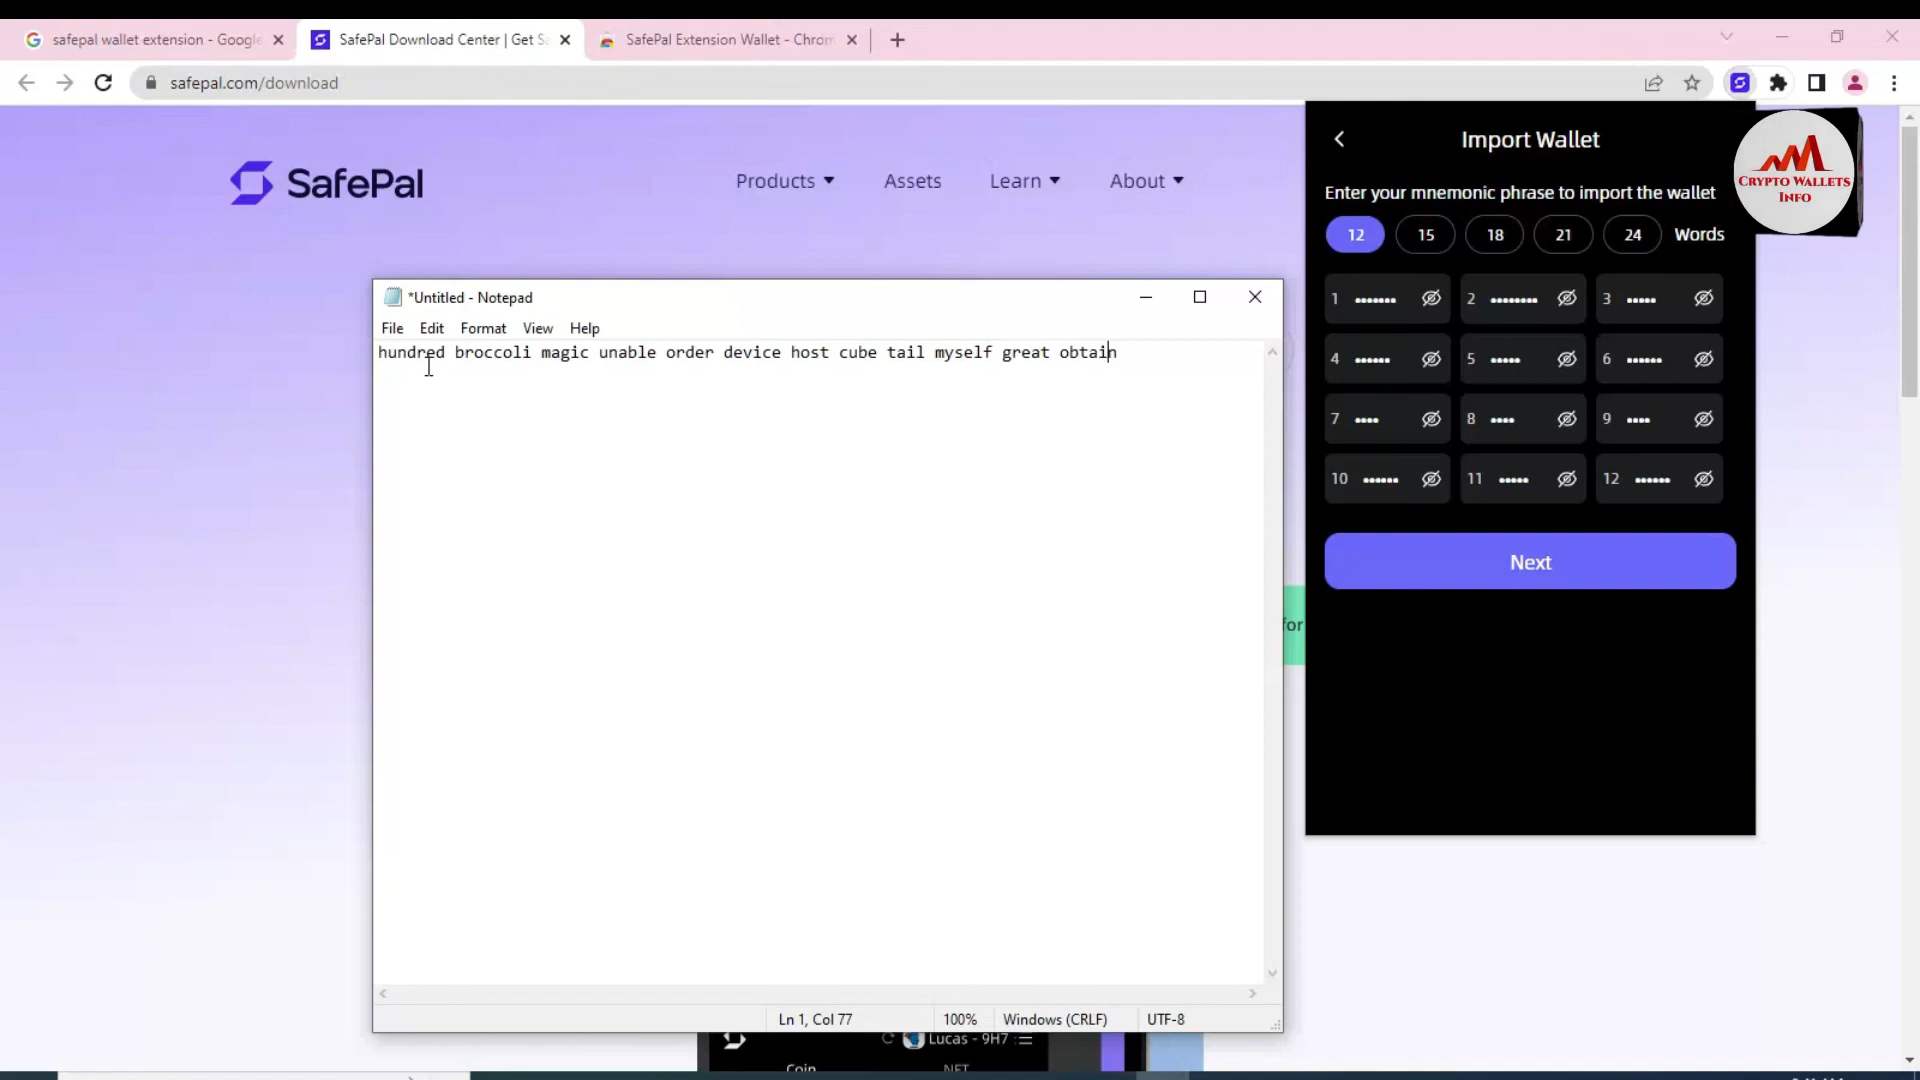 safepal wallet extension - Google
SafePal Download Center | Get Sa
SafePal Extension Wallet - Chrom
safepal.com/download
SafePal
Products
Assets
Learn
About
Import Wallet
Enter your mnemonic phrase to import the wallet
12 15 18 21 24 Words
1 ••••••• 2 •••••••• 3 •••••
4 •••••• 5 ••••• 6 ••••••
7 •••• 8 •••• 9 ••••
10 •••••• 11 ••••• 12 ••••••
Next
CRYPTO WALLETS
INFO
*Untitled - Notepad
File Edit Format View Help
hundred broccoli magic unable order device host cube tail myself great obtain
for
Ln 1, Col 77
100%
Windows (CRLF)
UTF-8
Lucas - 9H7
Coin
NFT